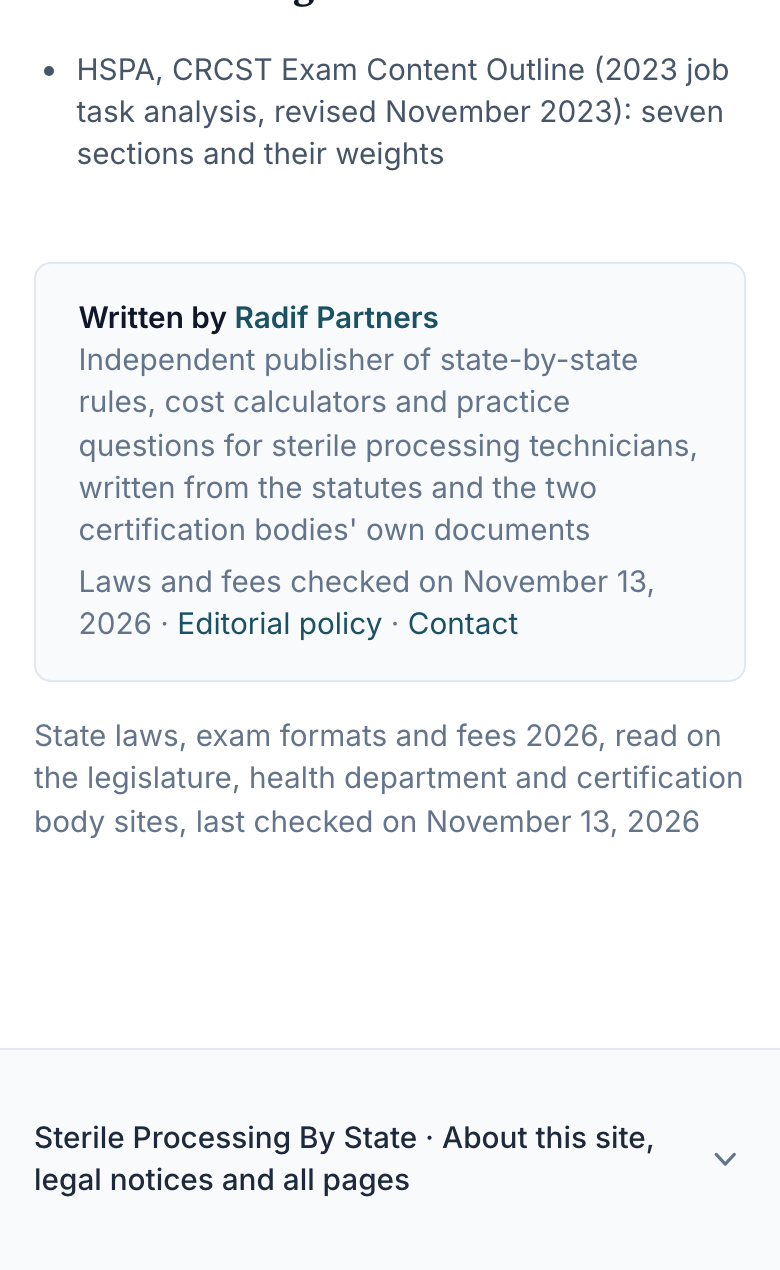 HSPA, CRCST Exam Content Outline (2023 job
task analysis, revised November 2023): seven
sections and their weights
Written by Radif Partners
Independent publisher of state-by-state
rules, cost calculators and practice
questions for sterile processing technicians,
written from the statutes and the two
certification bodies' own documents
Laws and fees checked on November 13,
2026 · Editorial policy · Contact
State laws, exam formats and fees 2026, read on
the legislature, health department and certification
body sites, last checked on November 13, 2026
Sterile Processing By State · About this site,
legal notices and all pages